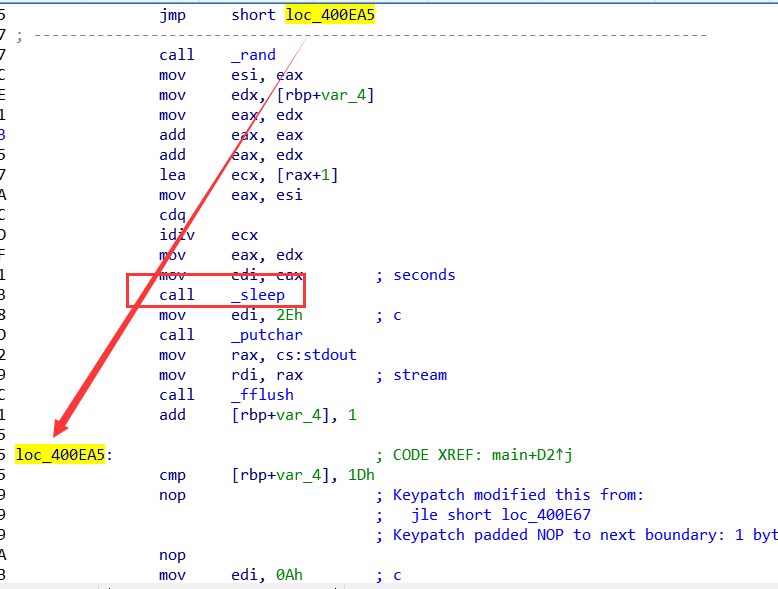 5 jmp short loc_400EA5
7 ; ---------------------------------------------------------------------------
7 call _rand
C mov esi, eax
E mov edx, [rbp+var_4]
1 mov eax, edx
3 add eax, eax
5 add eax, edx
7 lea ecx, [rax+1]
A mov eax, esi
C cdq
D idiv ecx
F mov eax, edx
1 mov edi, eax ; seconds
3 call _sleep
8 mov edi, 2Eh ; c
D call _putchar
2 mov rax, cs:stdout
9 mov rdi, rax ; stream
C call _fflush
1 add [rbp+var_4], 1
5
5 loc_400EA5: ; CODE XREF: main+D2↑j
5 cmp [rbp+var_4], 1Dh
9 nop ; Keypatch modified this from:
9 ; jle short loc_400E67
9 ; Keypatch padded NOP to next boundary: 1 byt
A nop
B mov edi, 0Ah ; c